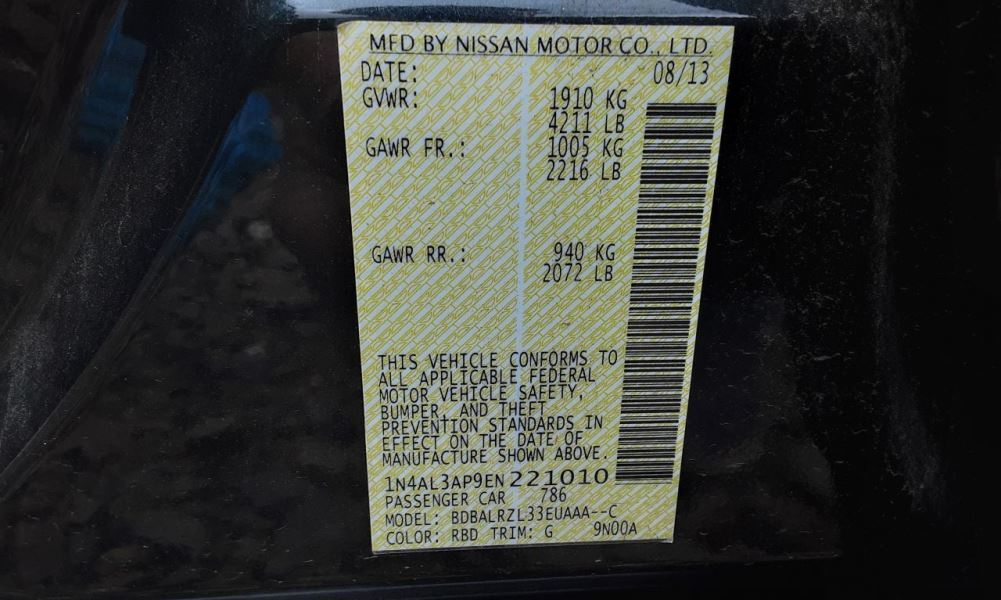 MFD BY NISSAN MOTOR CO., LTD.
DATE: 08/13
GVWR: 1910 KG
4211 LB
GAWR FR.: 1005 KG
2216 LB
GAWR RR.: 940 KG
2072 LB
THIS VEHICLE CONFORMS TO
ALL APPLICABLE FEDERAL
MOTOR VEHICLE SAFETY,
BUMPER, AND THEFT
PREVENTION STANDARDS IN
EFFECT ON THE DATE OF
MANUFACTURE SHOWN ABOVE.
1N4AL3AP9EN221010
PASSENGER CAR 786
MODEL: BDBALRZL33EUAAA--C
COLOR: RBD TRIM: G 9N00A